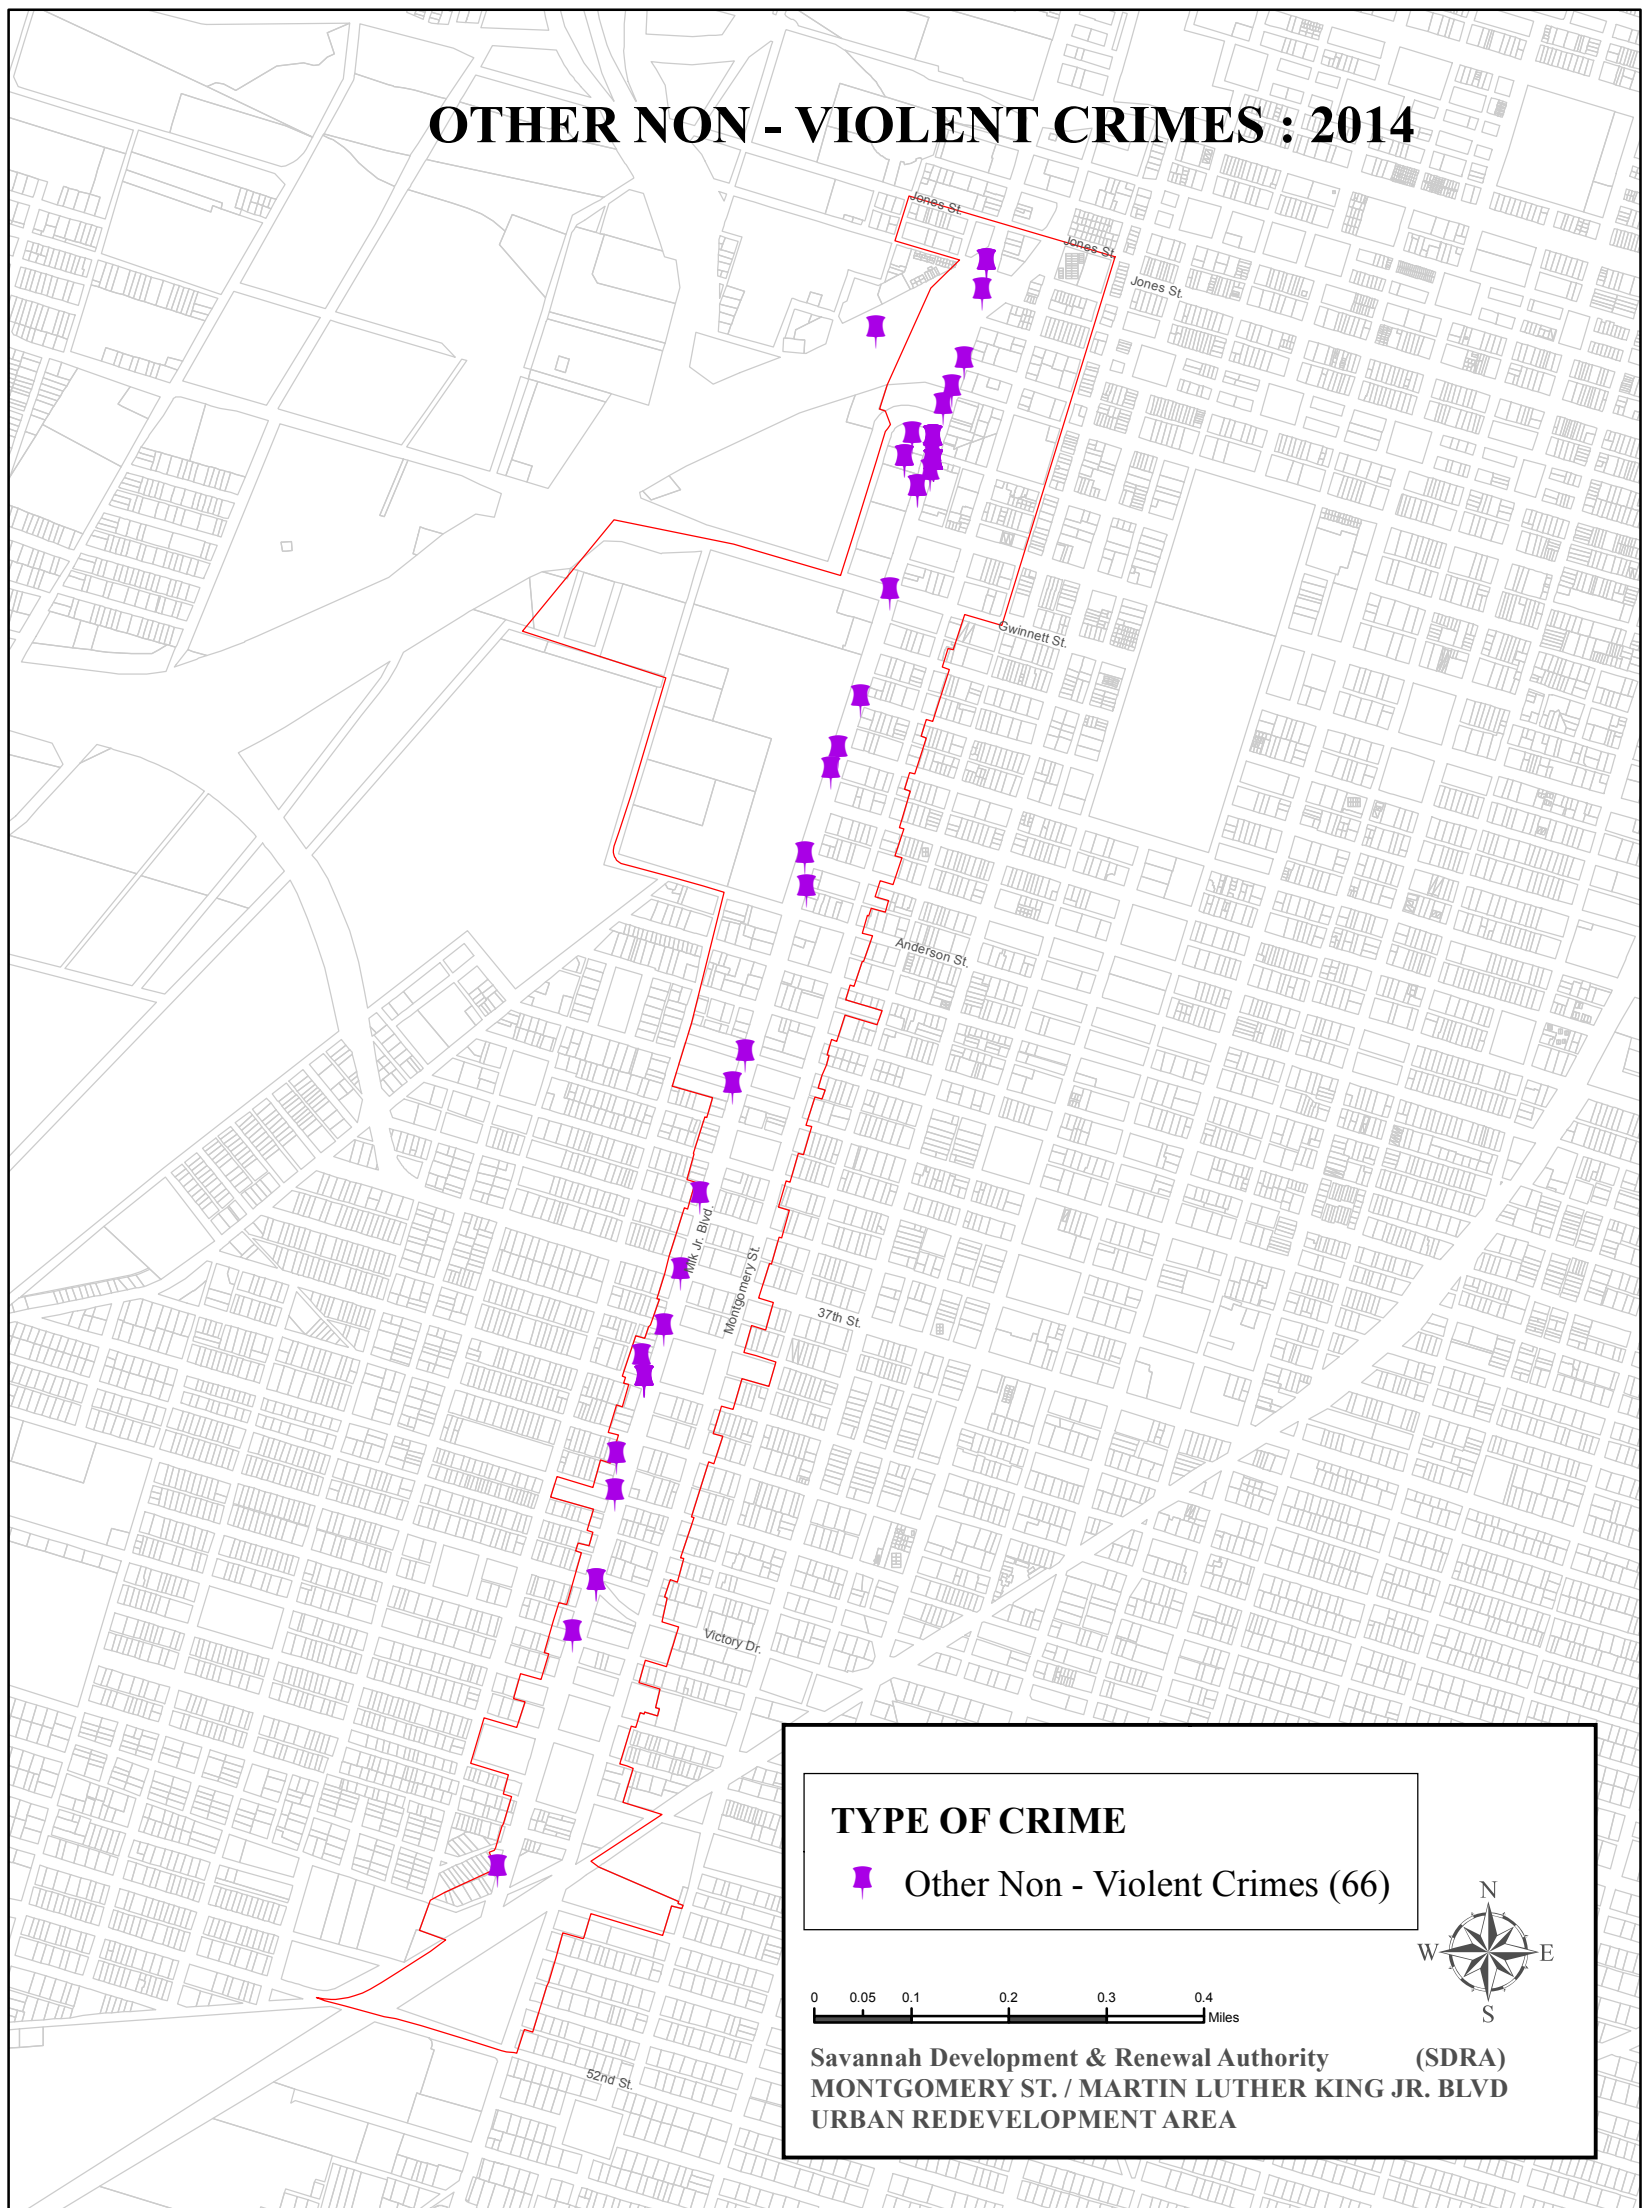 OTHER NON - VIOLENT CRIMES : 2014
Jones St.
Jones St.
Jones St.
Gwinnett St.
Anderson St.
Mlk Jr. Blvd.
Montgomery St.
37th St.
Victory Dr.
52nd St.
TYPE OF CRIME
Other Non - Violent Crimes (66)
N
W E
S
0 0.05 0.1 0.2 0.3 0.4
Miles
Savannah Development & Renewal Authority (SDRA)
MONTGOMERY ST. / MARTIN LUTHER KING JR. BLVD
URBAN REDEVELOPMENT AREA